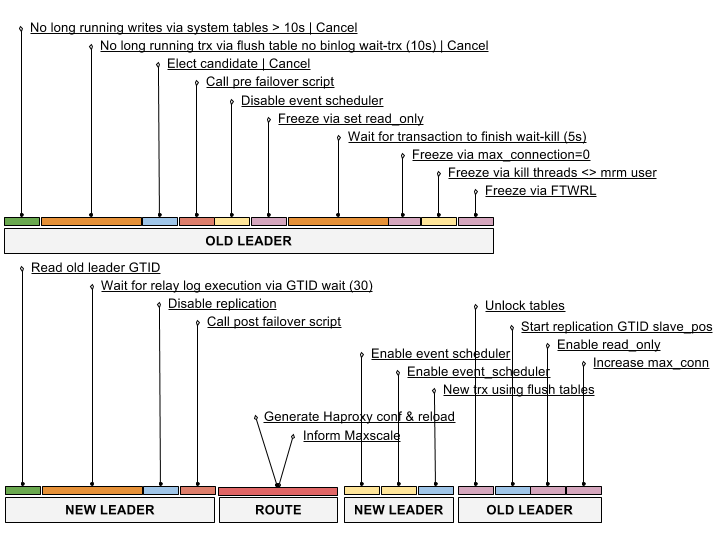 No long running writes via system tables > 10s | Cancel
No long running trx via flush table no binlog wait-trx (10s) | Cancel
Elect candidate | Cancel
Call pre failover script
Disable event scheduler
Freeze via set read_only
Wait for transaction to finish wait-kill (5s)
Freeze via max_connection=0
Freeze via kill threads <> mrm user
Freeze via FTWRL
OLD LEADER
Read old leader GTID
Wait for relay log execution via GTID wait (30)
Disable replication
Call post failover script
Unlock tables
Start replication GTID slave_pos
Enable read_only
Enable event scheduler
Increase max_conn
Enable event_scheduler
New trx using flush tables
Generate Haproxy conf & reload
Inform Maxscale
NEW LEADER
ROUTE
NEW LEADER
OLD LEADER